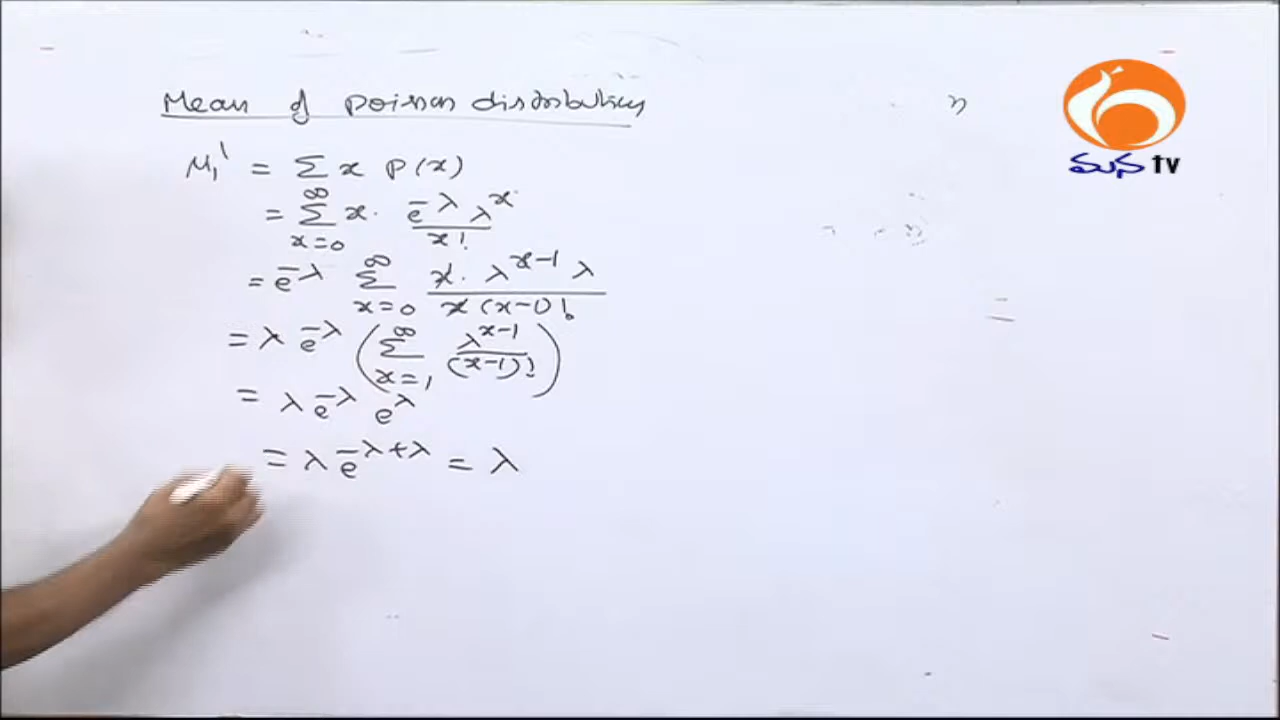 Mean of poisson distribution
μ₁' = Σ x P(x)
= Σ_{x=0}^{∞} x · e^{-λ} λ^x / x!
= e^{-λ} Σ_{x=0}^{∞} x · λ^{x-1} λ / x (x-1)!
= λ e^{-λ} ( Σ_{x=1}^{∞} λ^{x-1} / (x-1)! )
= λ e^{-λ} e^{λ}
= λ e^{-λ+λ} = λ
n
మన tv